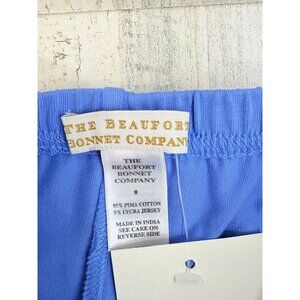 THE BEAUFORT
BONNET COMPANY
THE
BEAUFORT
BONNET
COMPANY
8
95% PIMA COTTON
5% LYCRA JERSEY
MADE IN INDIA
SEE CARE ON
REVERSE SIDE